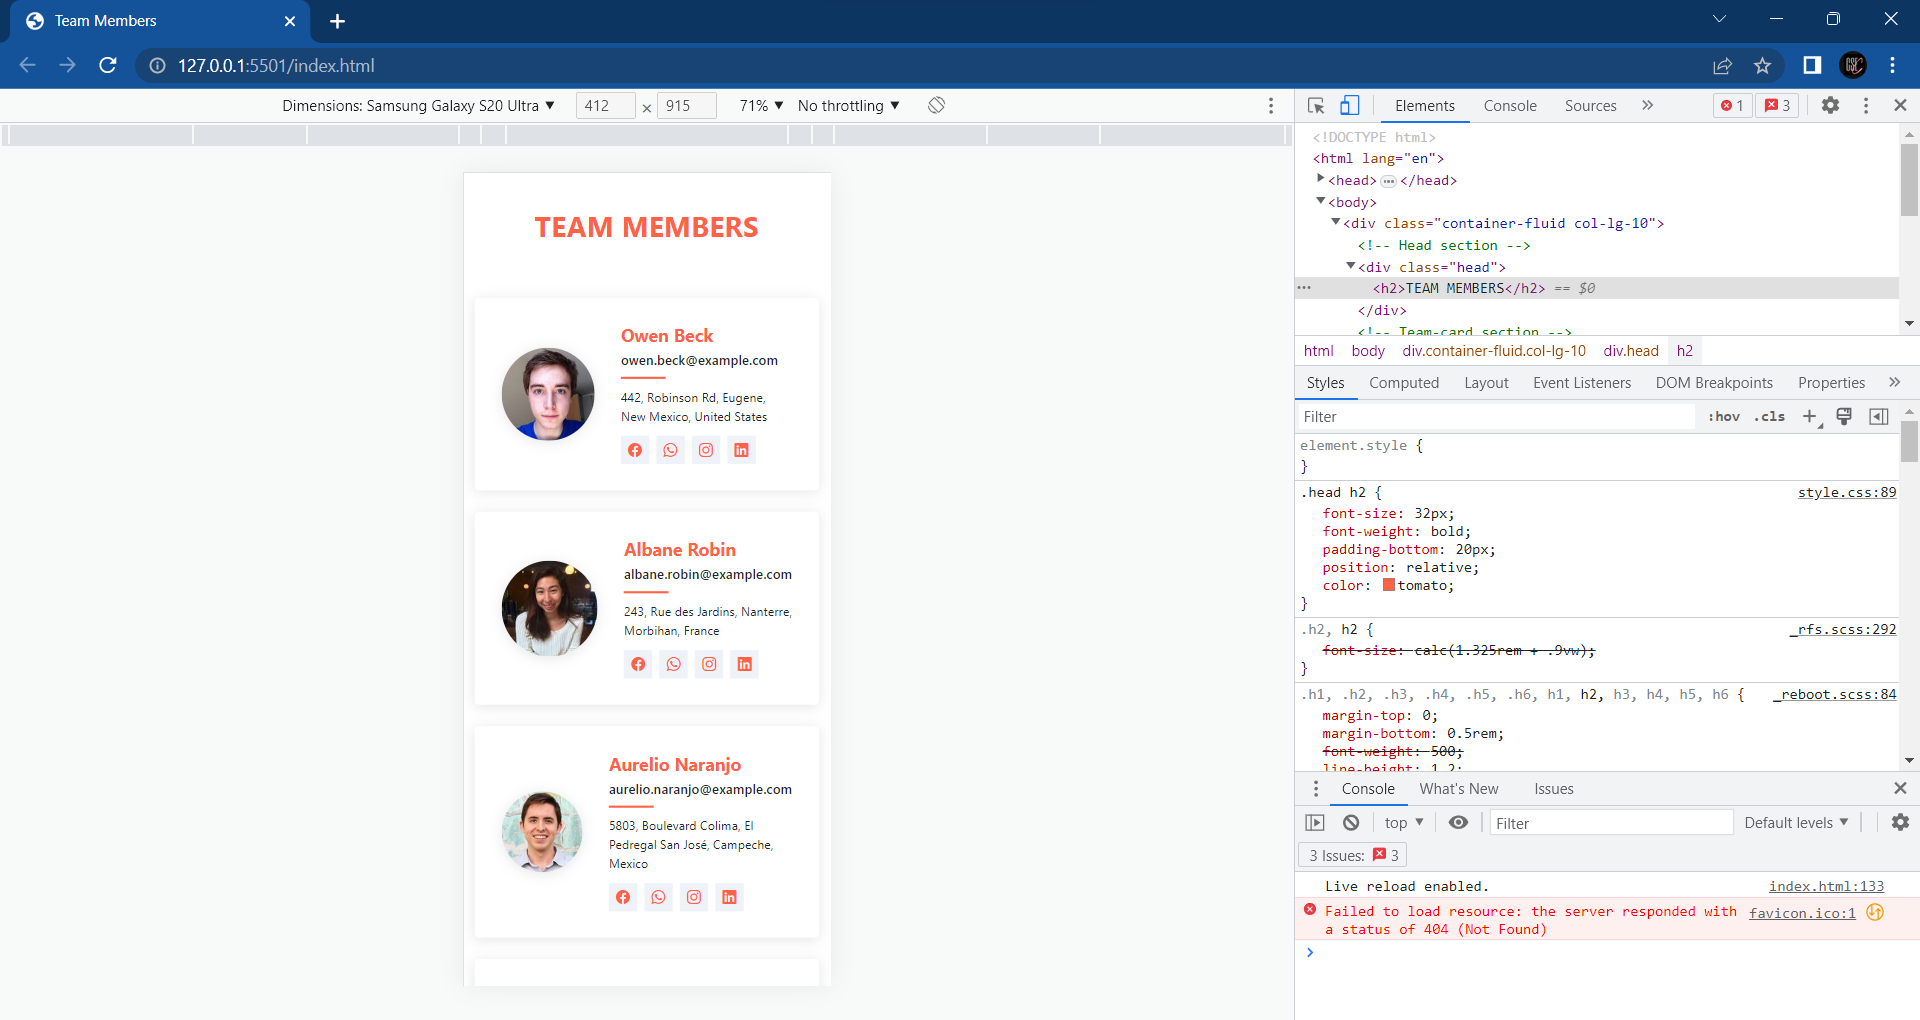 Team Members
127.0.0.1:5501/index.html
Dimensions: Samsung Galaxy S20 Ultra ▼ 412 × 915 71% ▼ No throttling ▼
TEAM MEMBERS
Owen Beck
owen.beck@example.com
442, Robinson Rd, Eugene,
New Mexico, United States
Albane Robin
albane.robin@example.com
243, Rue des Jardins, Nanterre,
Morbihan, France
Aurelio Naranjo
aurelio.naranjo@example.com
5803, Boulevard Colima, El
Pedregal San José, Campeche,
Mexico
Elements Console Sources » 1 3
<!DOCTYPE html>
<html lang="en">
<head>…</head>
<body>
<div class="container-fluid col-lg-10">
<!-- Head section -->
<div class="head">
… <h2>TEAM MEMBERS</h2> == $0
</div>
<!-- Team-card section -->
html body div.container-fluid.col-lg-10 div.head h2
Styles Computed Layout Event Listeners DOM Breakpoints Properties »
Filter :hov .cls +
element.style {
}
.head h2 { style.css:89
font-size: 32px;
font-weight: bold;
padding-bottom: 20px;
position: relative;
color: tomato;
}
.h2, h2 { _rfs.scss:292
font-size: calc(1.325rem + .9vw);
}
.h1, .h2, .h3, .h4, .h5, .h6, h1, h2, h3, h4, h5, h6 { _reboot.scss:84
margin-top: 0;
margin-bottom: 0.5rem;
font-weight: 500;
line-height: 1.2;
Console What's New Issues
top ▼ Filter Default levels ▼
3 Issues: 3
Live reload enabled. index.html:133
Failed to load resource: the server responded with favicon.ico:1
a status of 404 (Not Found)